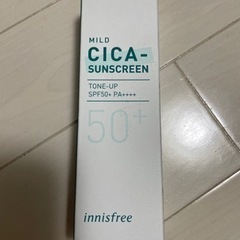 MILD
CICA-
SUNSCREEN
TONE-UP
SPF50+ PA++++
50+
innisfree